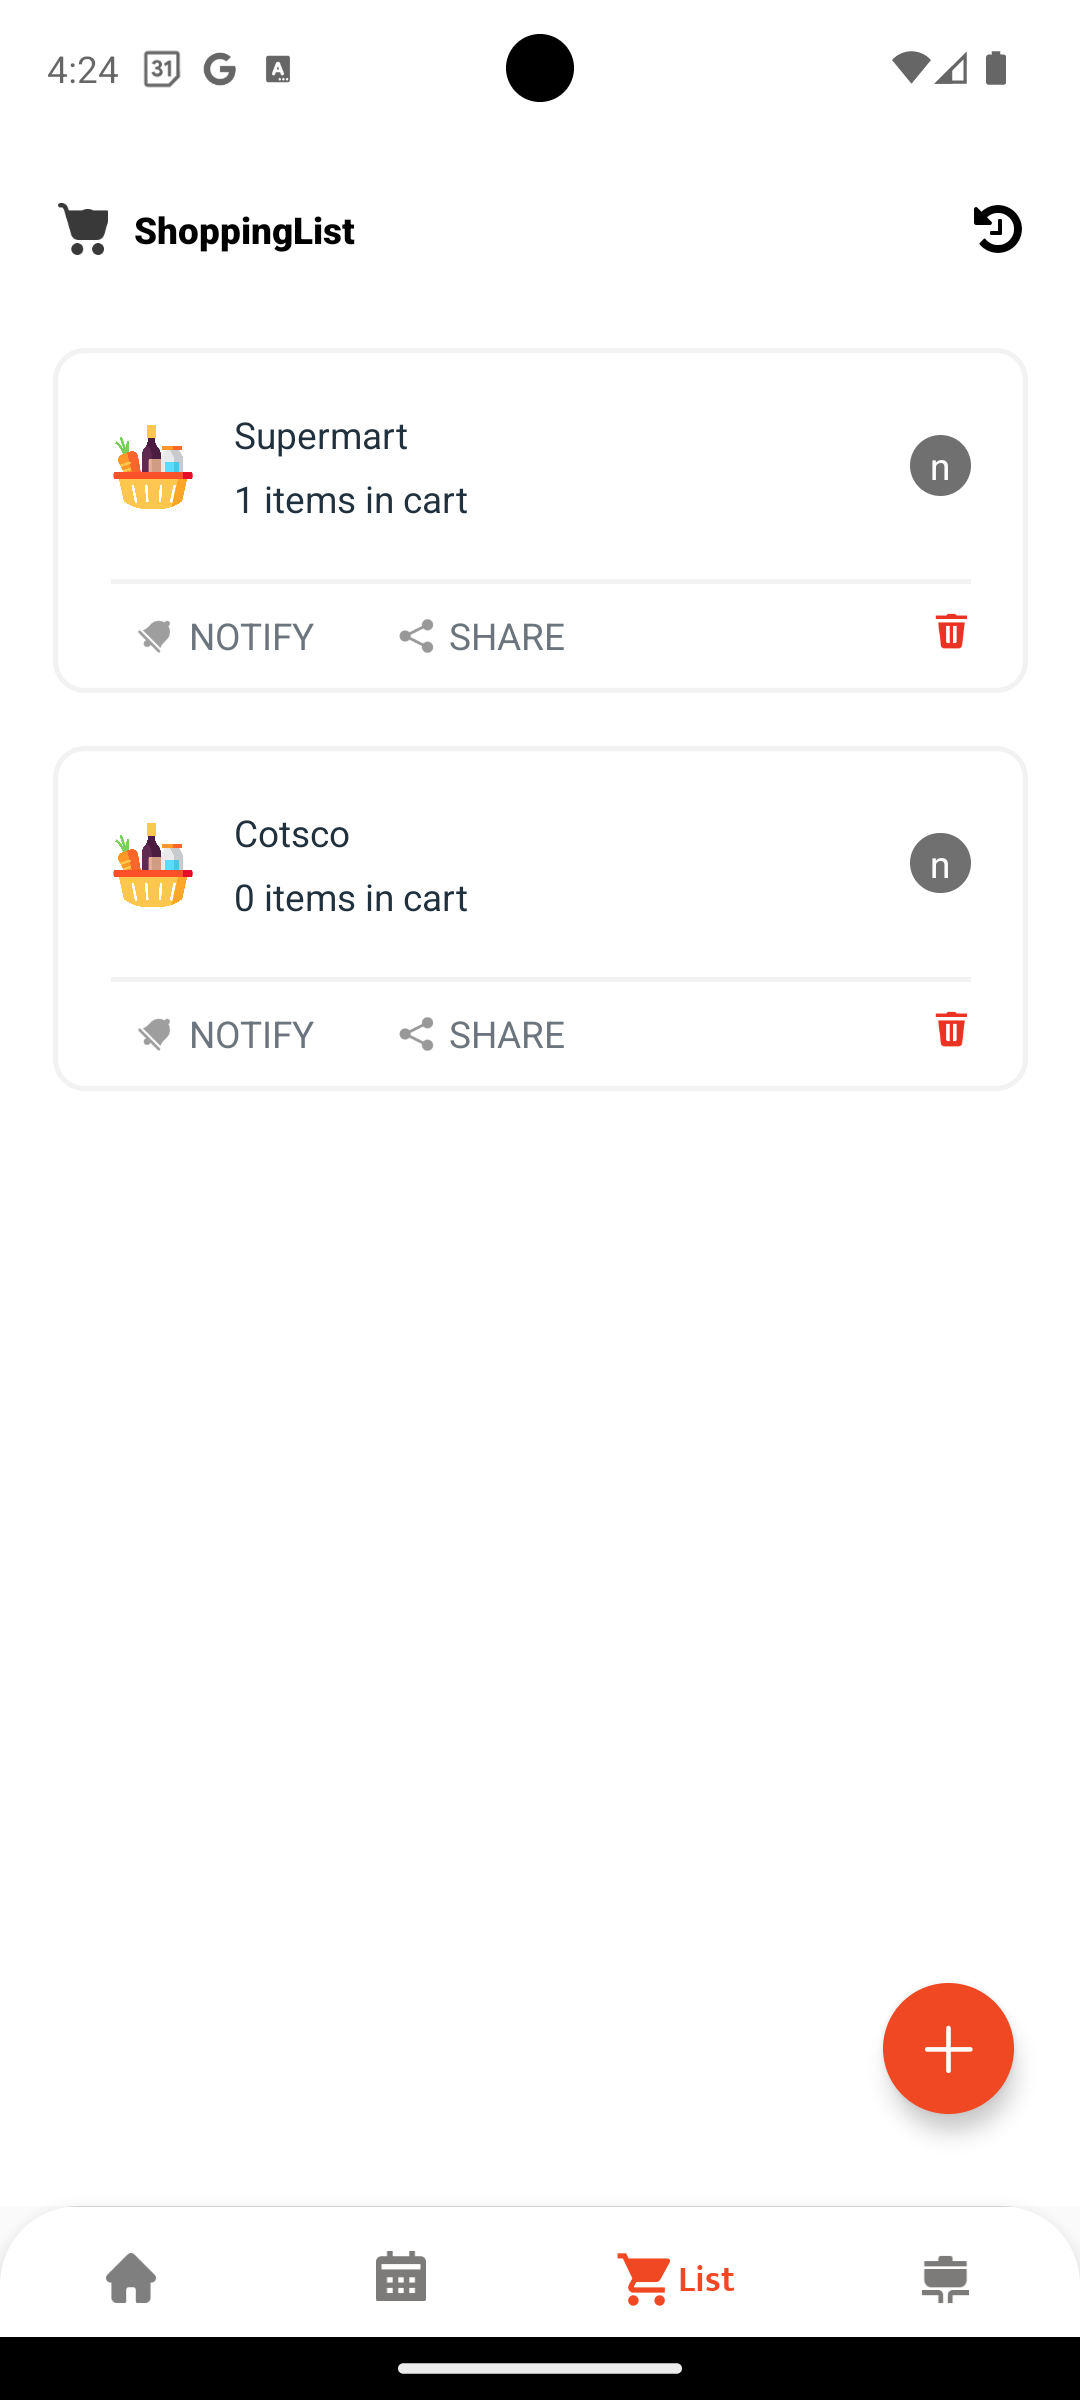 4:24 31 G A
ShoppingList
Supermart
1 items in cart
n
NOTIFY SHARE
Cotsco
0 items in cart
n
NOTIFY SHARE
List